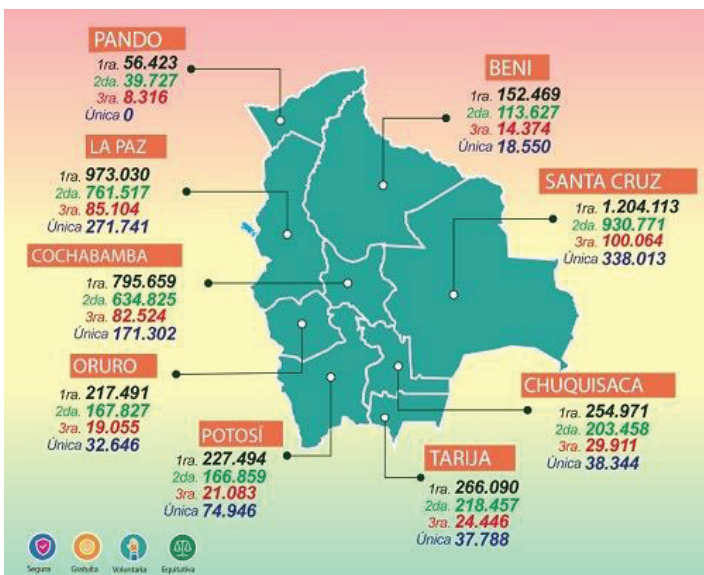 PANDO
1ra. 56.423
2da. 39.727
3ra. 8.316
Única 0
LA PAZ
1ra. 973.030
2da. 761.517
3ra. 85.104
Única 271.741
COCHABAMBA
1ra. 795.659
2da. 634.825
3ra. 82.524
Única 171.302
ORURO
1ra. 217.491
2da. 167.827
3ra. 19.055
Única 32.646
POTOSÍ
1ra. 227.494
2da. 166.859
3ra. 21.083
Única 74.946
BENI
1ra. 152.469
2da. 113.627
3ra. 14.374
Única 18.550
SANTA CRUZ
1ra. 1.204.113
2da. 930.771
3ra. 100.064
Única 338.013
CHUQUISACA
1ra. 254.971
2da. 203.458
3ra. 29.911
Única 38.344
TARIJA
1ra. 266.090
2da. 218.457
3ra. 24.446
Única 37.788
Segura Gratuita Voluntaria Equitativa